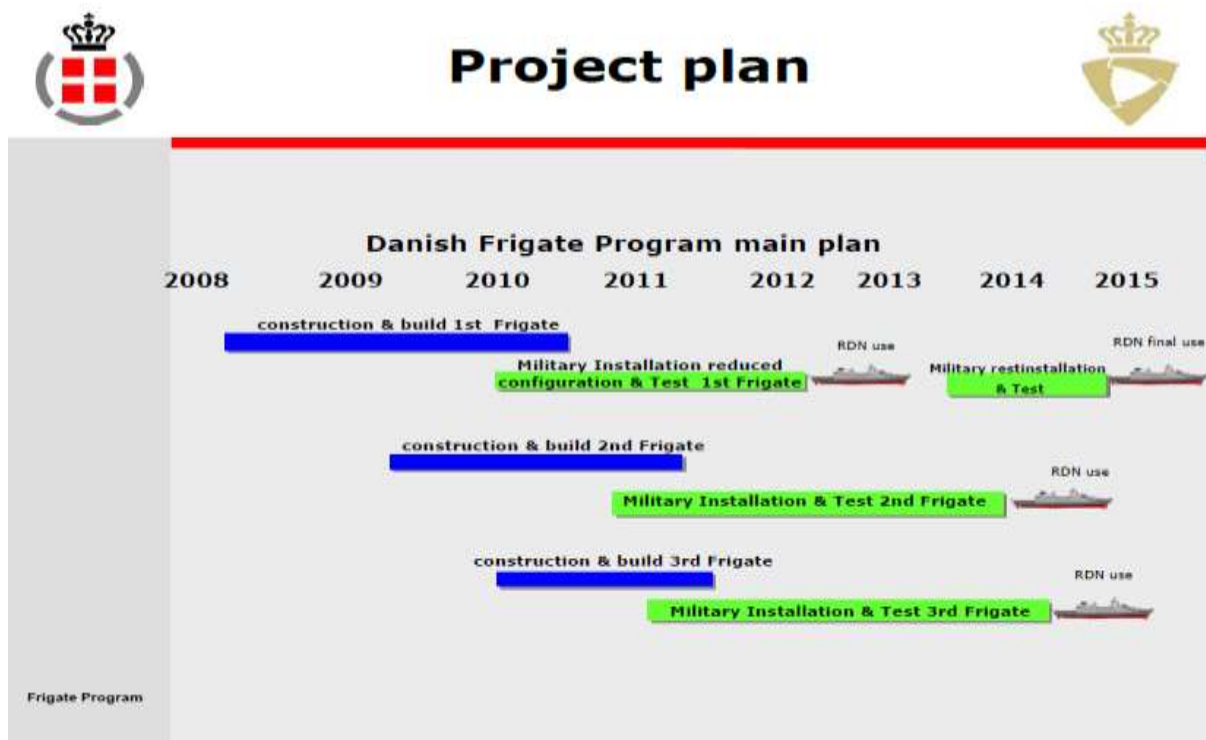 Project plan
Danish Frigate Program main plan
2008 2009 2010 2011 2012 2013 2014 2015
construction & build 1st Frigate
RDN use
RDN final use
Military Installation reduced
configuration & Test 1st Frigate
Military restinstallation
& Test
construction & build 2nd Frigate
RDN use
Military Installation & Test 2nd Frigate
construction & build 3rd Frigate
RDN use
Military Installation & Test 3rd Frigate
Frigate Program